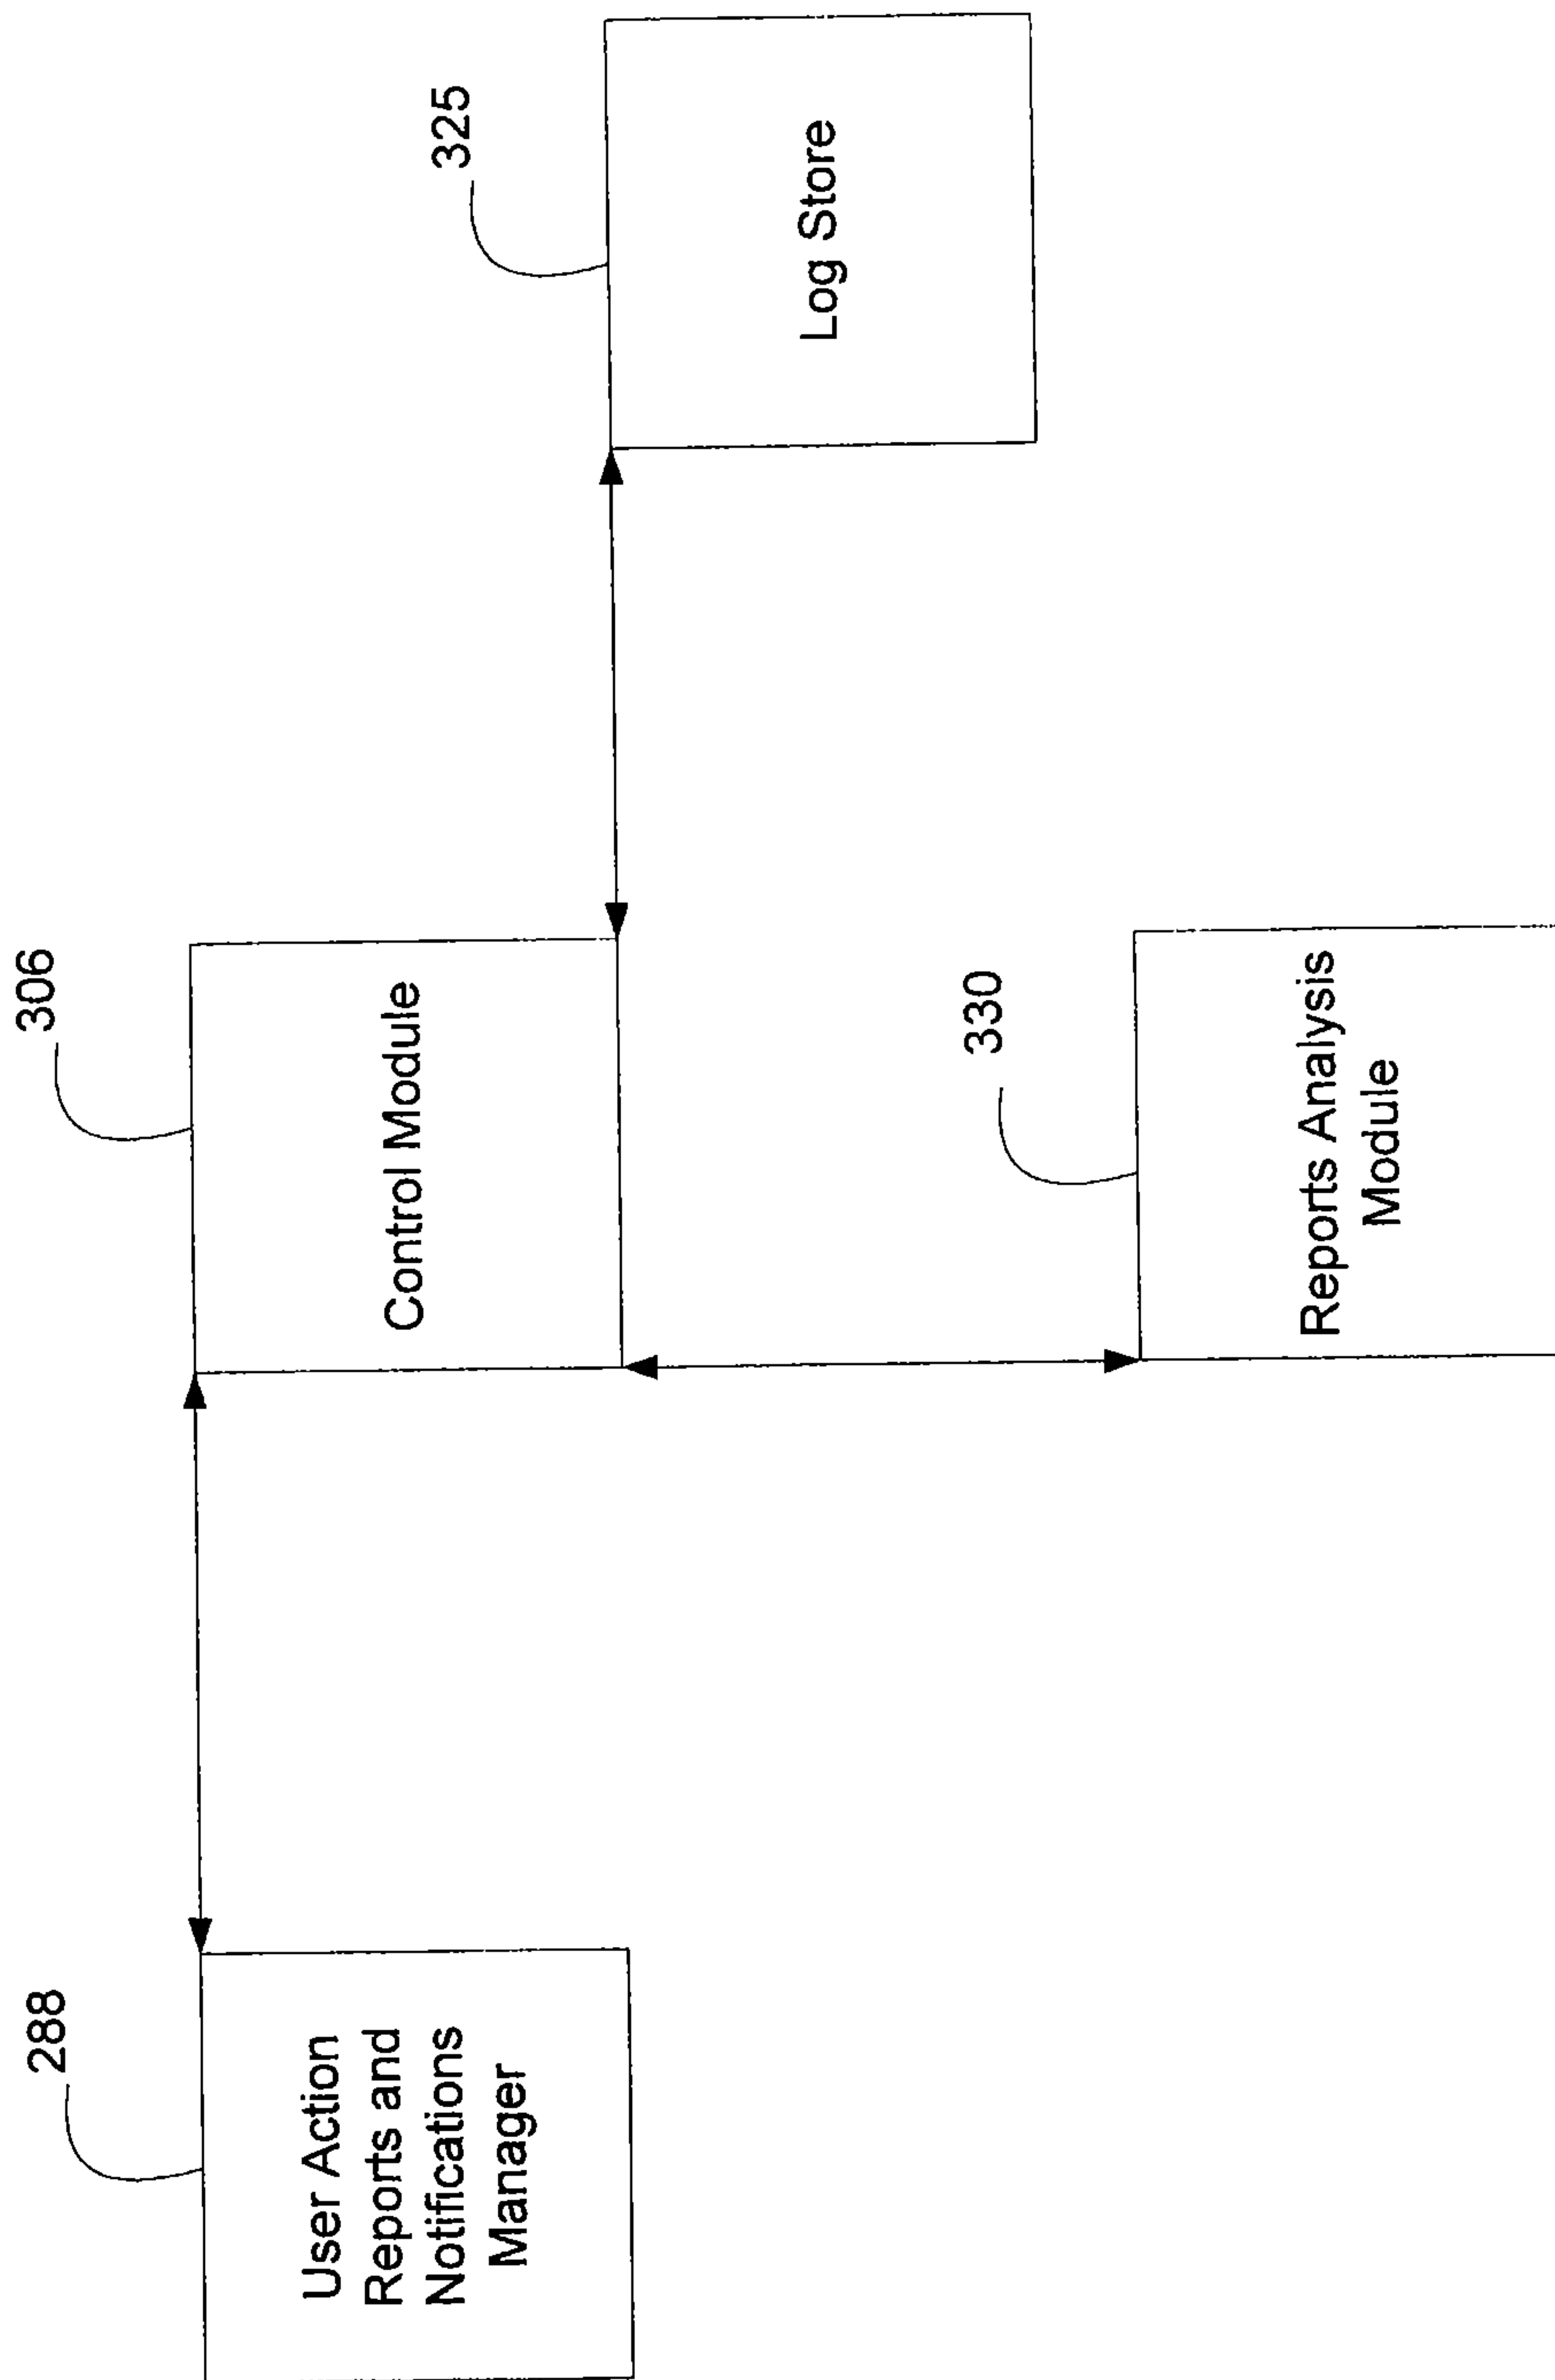 288
User Action
Reports and
Notifications
Manager
306
Control Module
325
Log Store
330
Reports Analysis
Module